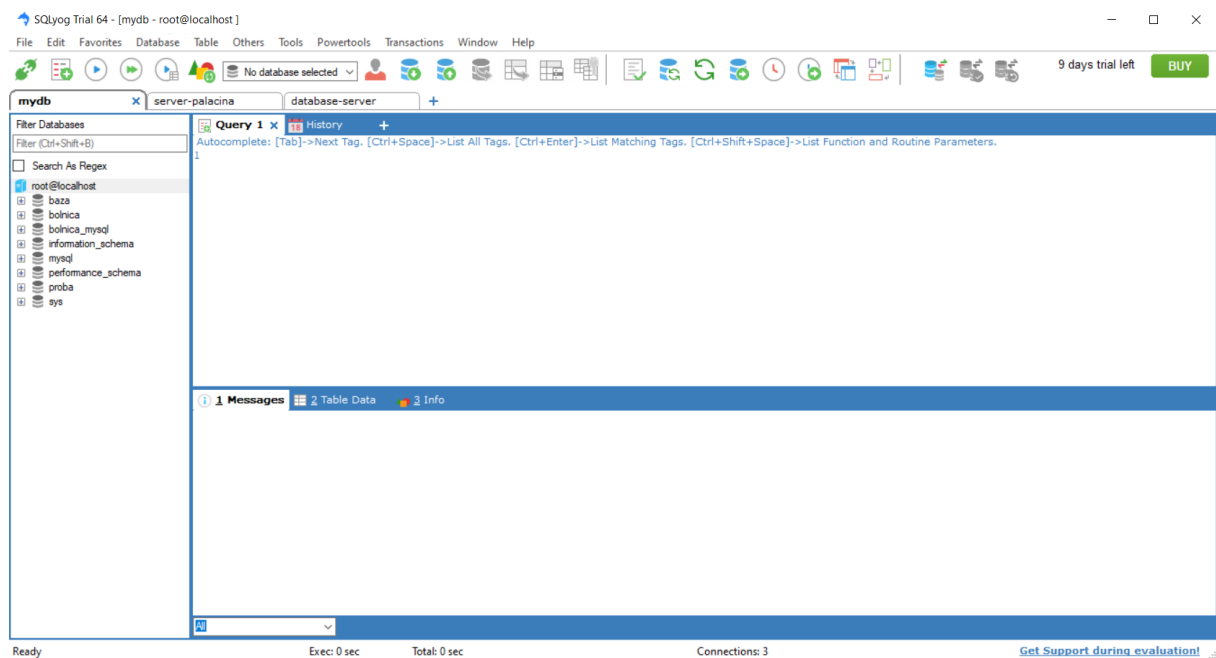 SQLyog Trial 64 - [mydb - root@localhost ]
File Edit Favorites Database Table Others Tools Powertools Transactions Window Help
No database selected
9 days trial left
BUY
mydb
server-palacina
database-server
Filter Databases
Filter (Ctrl+Shift+B)
Search As Regex
root@localhost
baza
bolnica
bolnica_mysql
information_schema
mysql
performance_schema
proba
sys
Query 1
18
History
Autocomplete: [Tab]->Next Tag. [Ctrl+Space]->List All Tags. [Ctrl+Enter]->List Matching Tags. [Ctrl+Shift+Space]->List Function and Routine Parameters.
1
1 Messages
2 Table Data
3 Info
All
Ready
Exec: 0 sec
Total: 0 sec
Connections: 3
Get Support during evaluation!